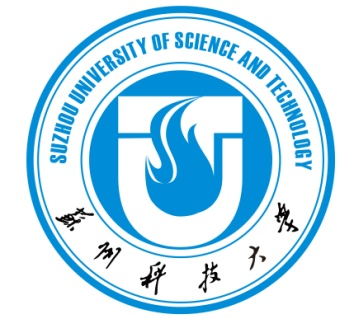 SUZHOU UNIVERSITY OF SCIENCE AND TECHNOLOGY
蘇州科技大學